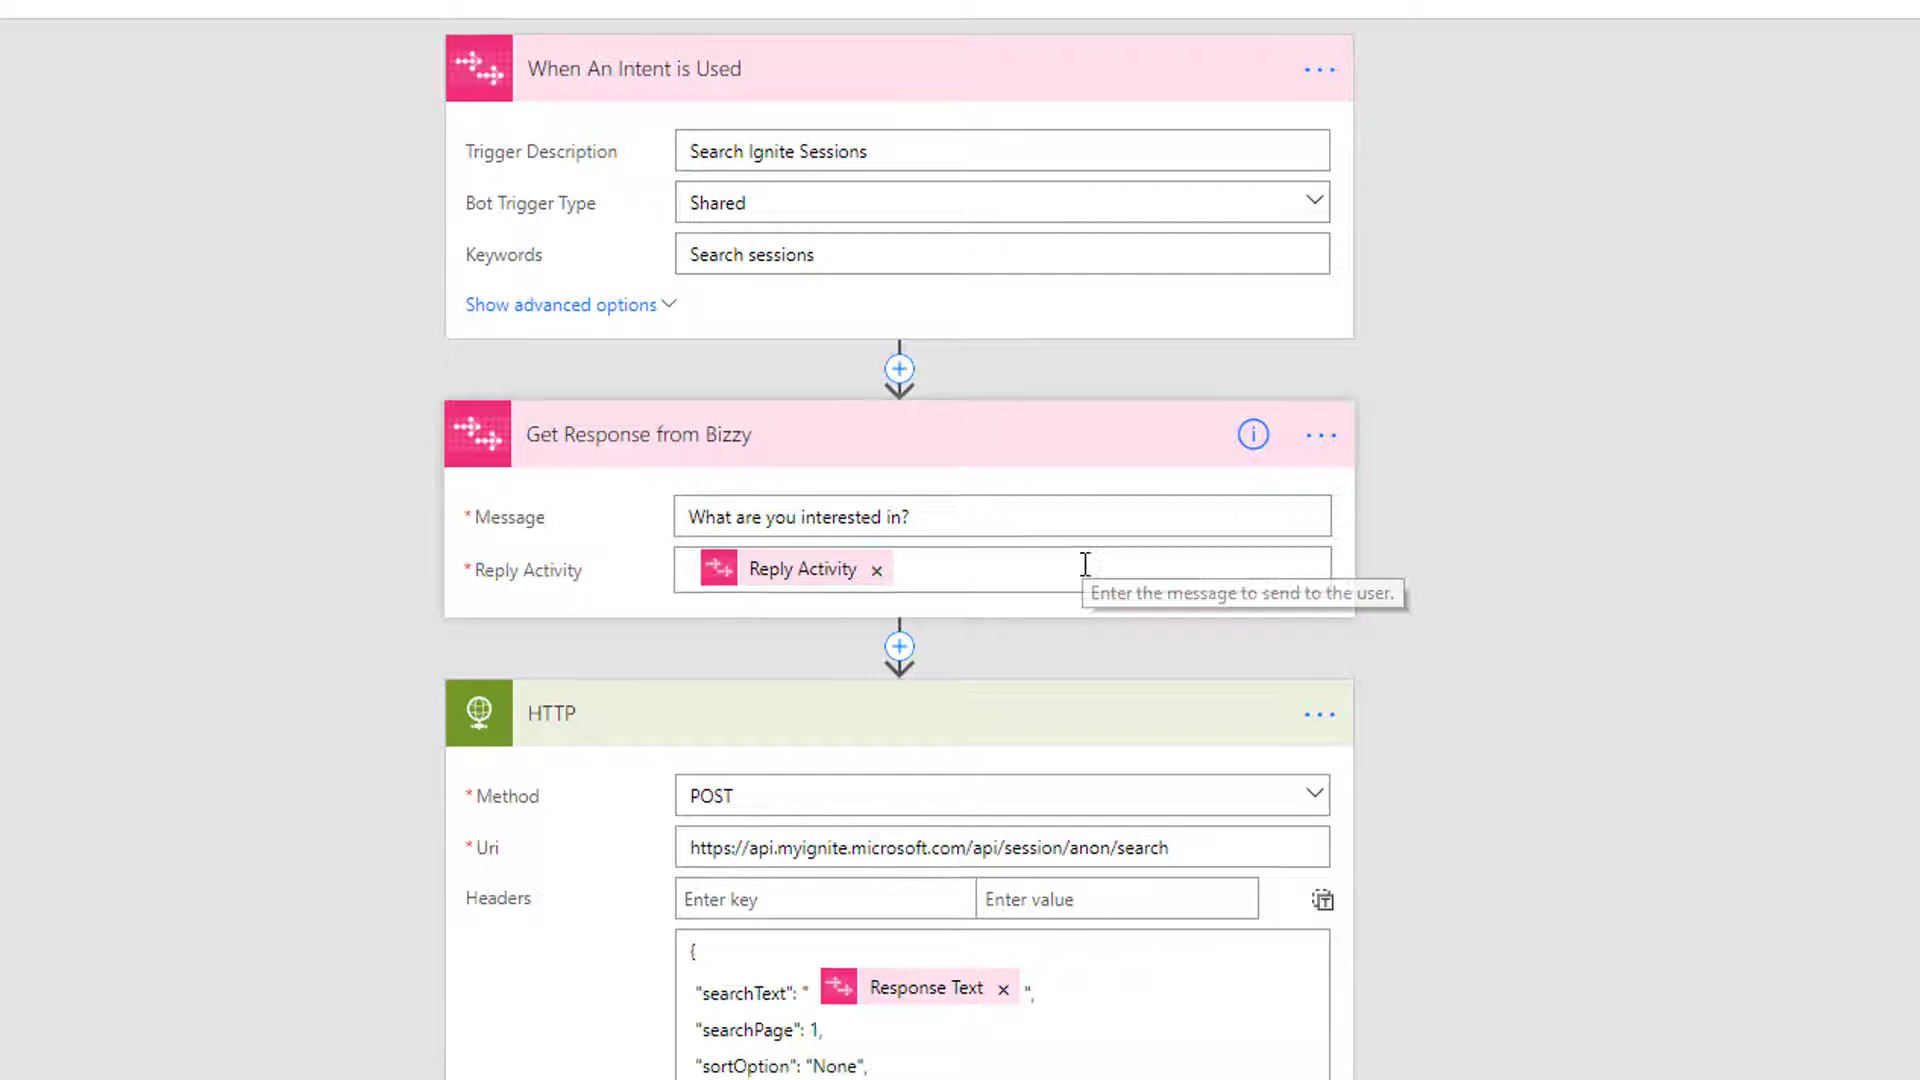 When An Intent is Used
Trigger Description
Search Ignite Sessions
Bot Trigger Type
Shared
Keywords
Search sessions
Show advanced options
Get Response from Bizzy
* Message
What are you interested in?
* Reply Activity
Reply Activity ×
Enter the message to send to the user.
HTTP
* Method
POST
* Uri
https://api.myignite.microsoft.com/api/session/anon/search
Headers
Enter key
Enter value
{
"searchText": " Response Text × ",
"searchPage": 1,
"sortOption": "None",